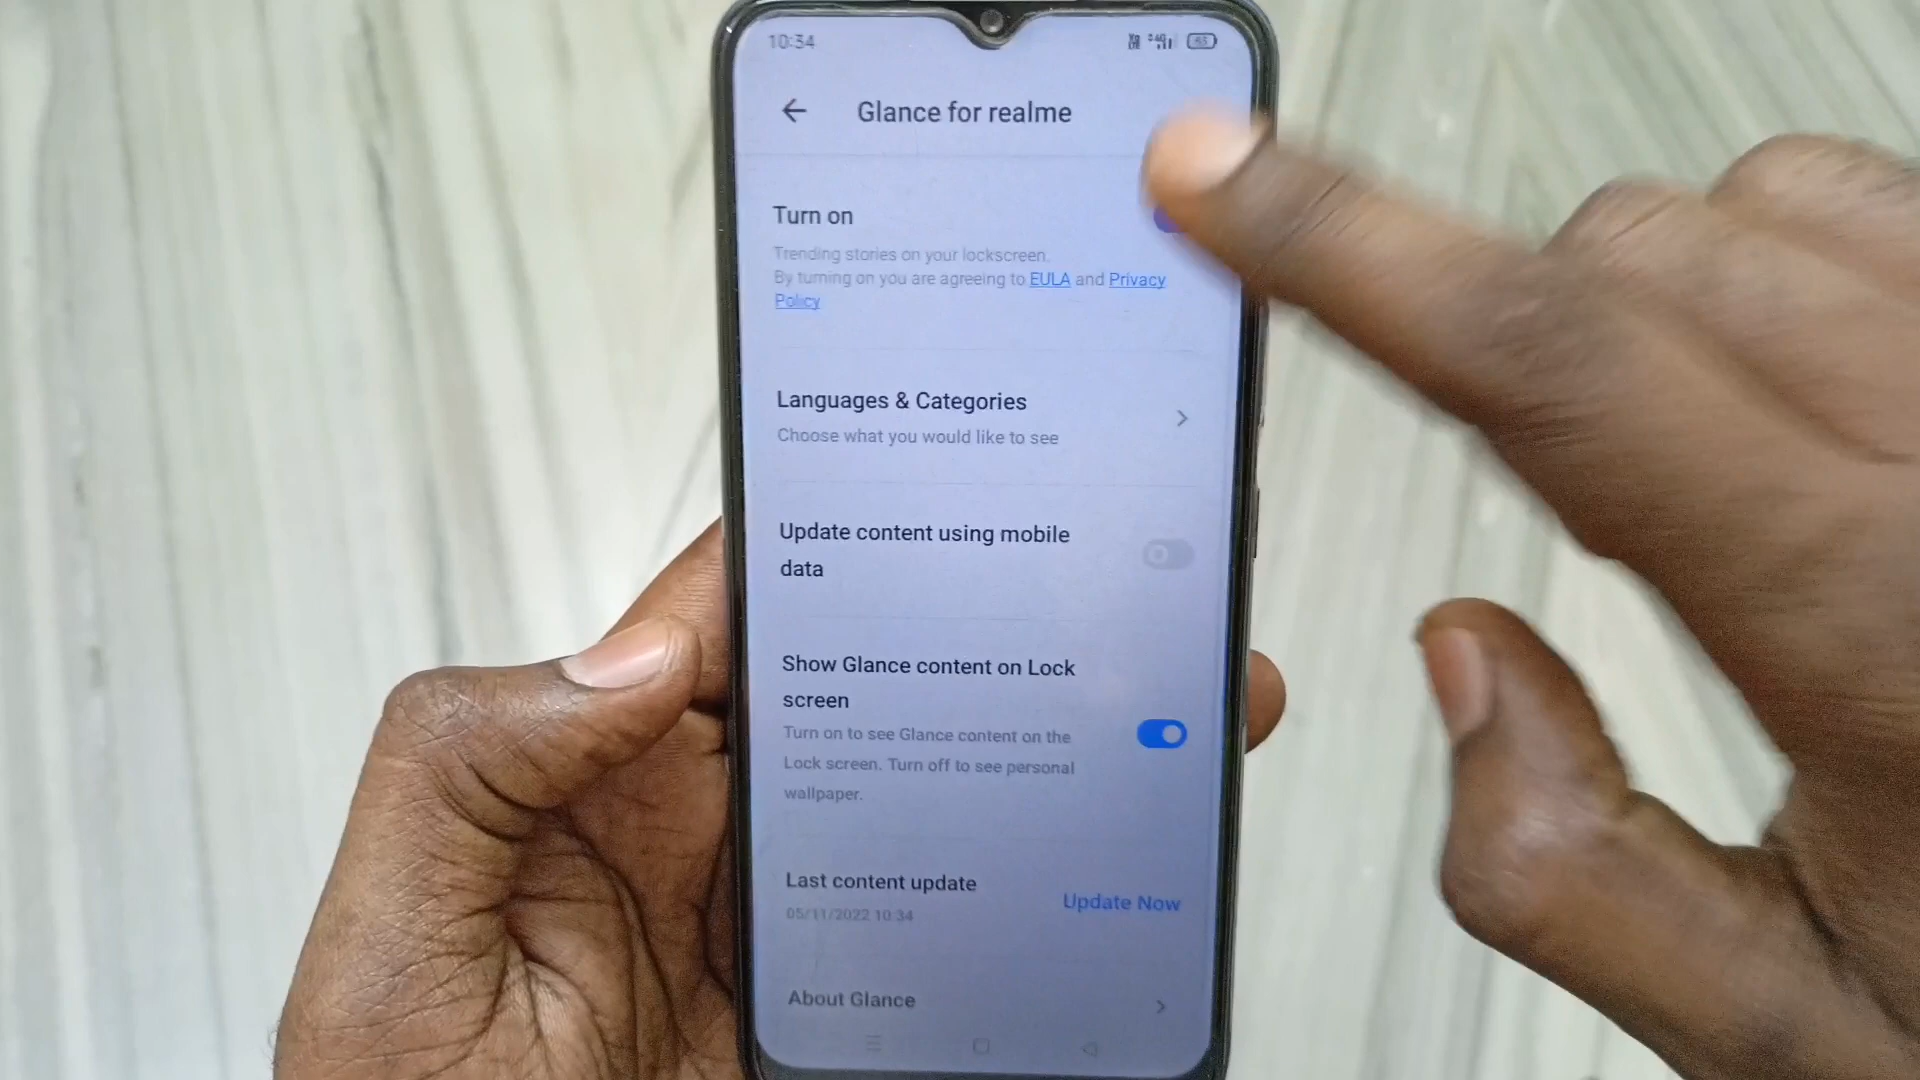 10:34
Glance for realme
Turn on
Trending stories on your lockscreen.
By turning on you are agreeing to EULA and Privacy
Policy
Languages & Categories
Choose what you would like to see
Update content using mobile
data
Show Glance content on Lock
screen
Turn on to see Glance content on the
Lock screen. Turn off to see personal
wallpaper.
Last content update
Update Now
05/11/2022 10:34
About Glance